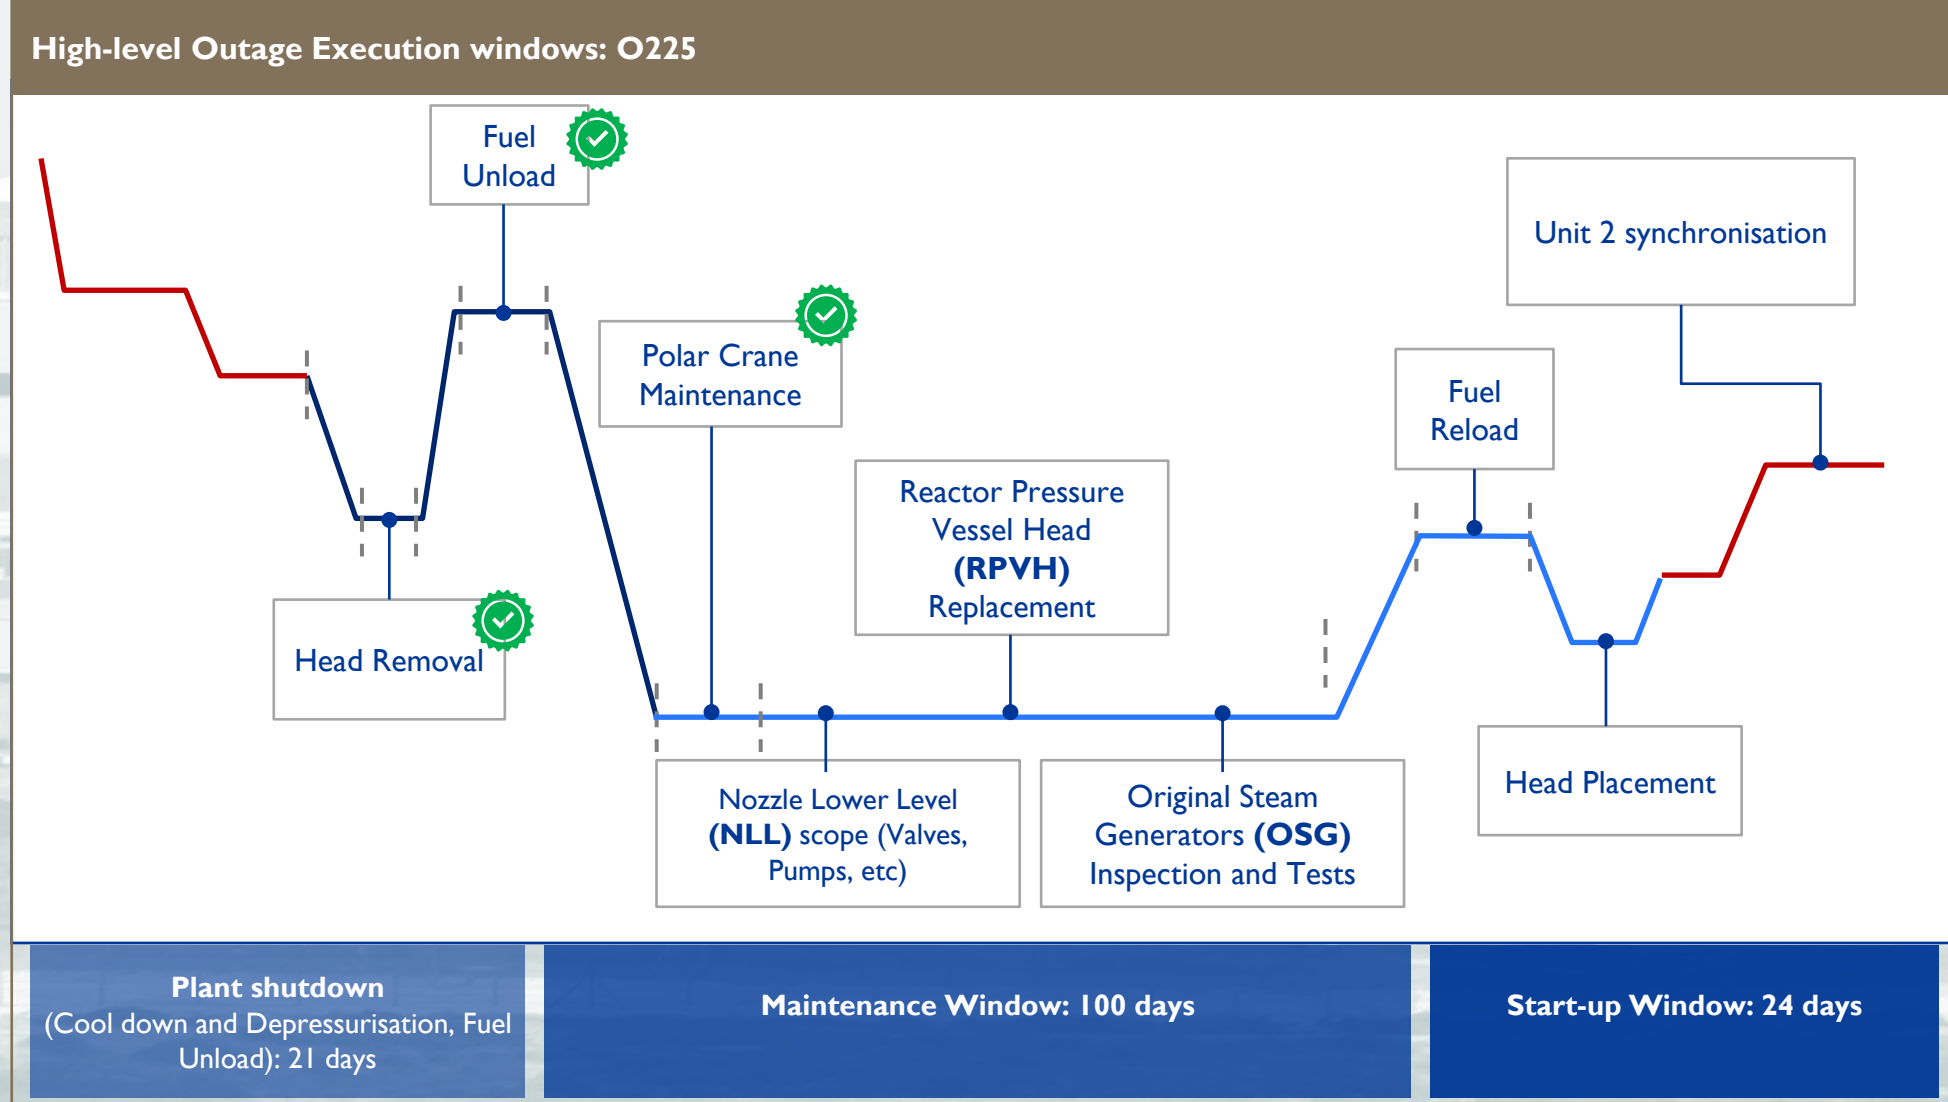 High-level Outage Execution windows: O225
Fuel
Unload
Unit 2 synchronisation
Polar Crane
Maintenance
Fuel
Reload
Reactor Pressure
Vessel Head
(RPVH)
Replacement
Head Removal
Nozzle Lower Level
(NLL) scope (Valves,
Pumps, etc)
Original Steam
Generators (OSG)
Inspection and Tests
Head Placement
Plant shutdown
(Cool down and Depressurisation, Fuel
Unload): 21 days
Maintenance Window: 100 days
Start-up Window: 24 days